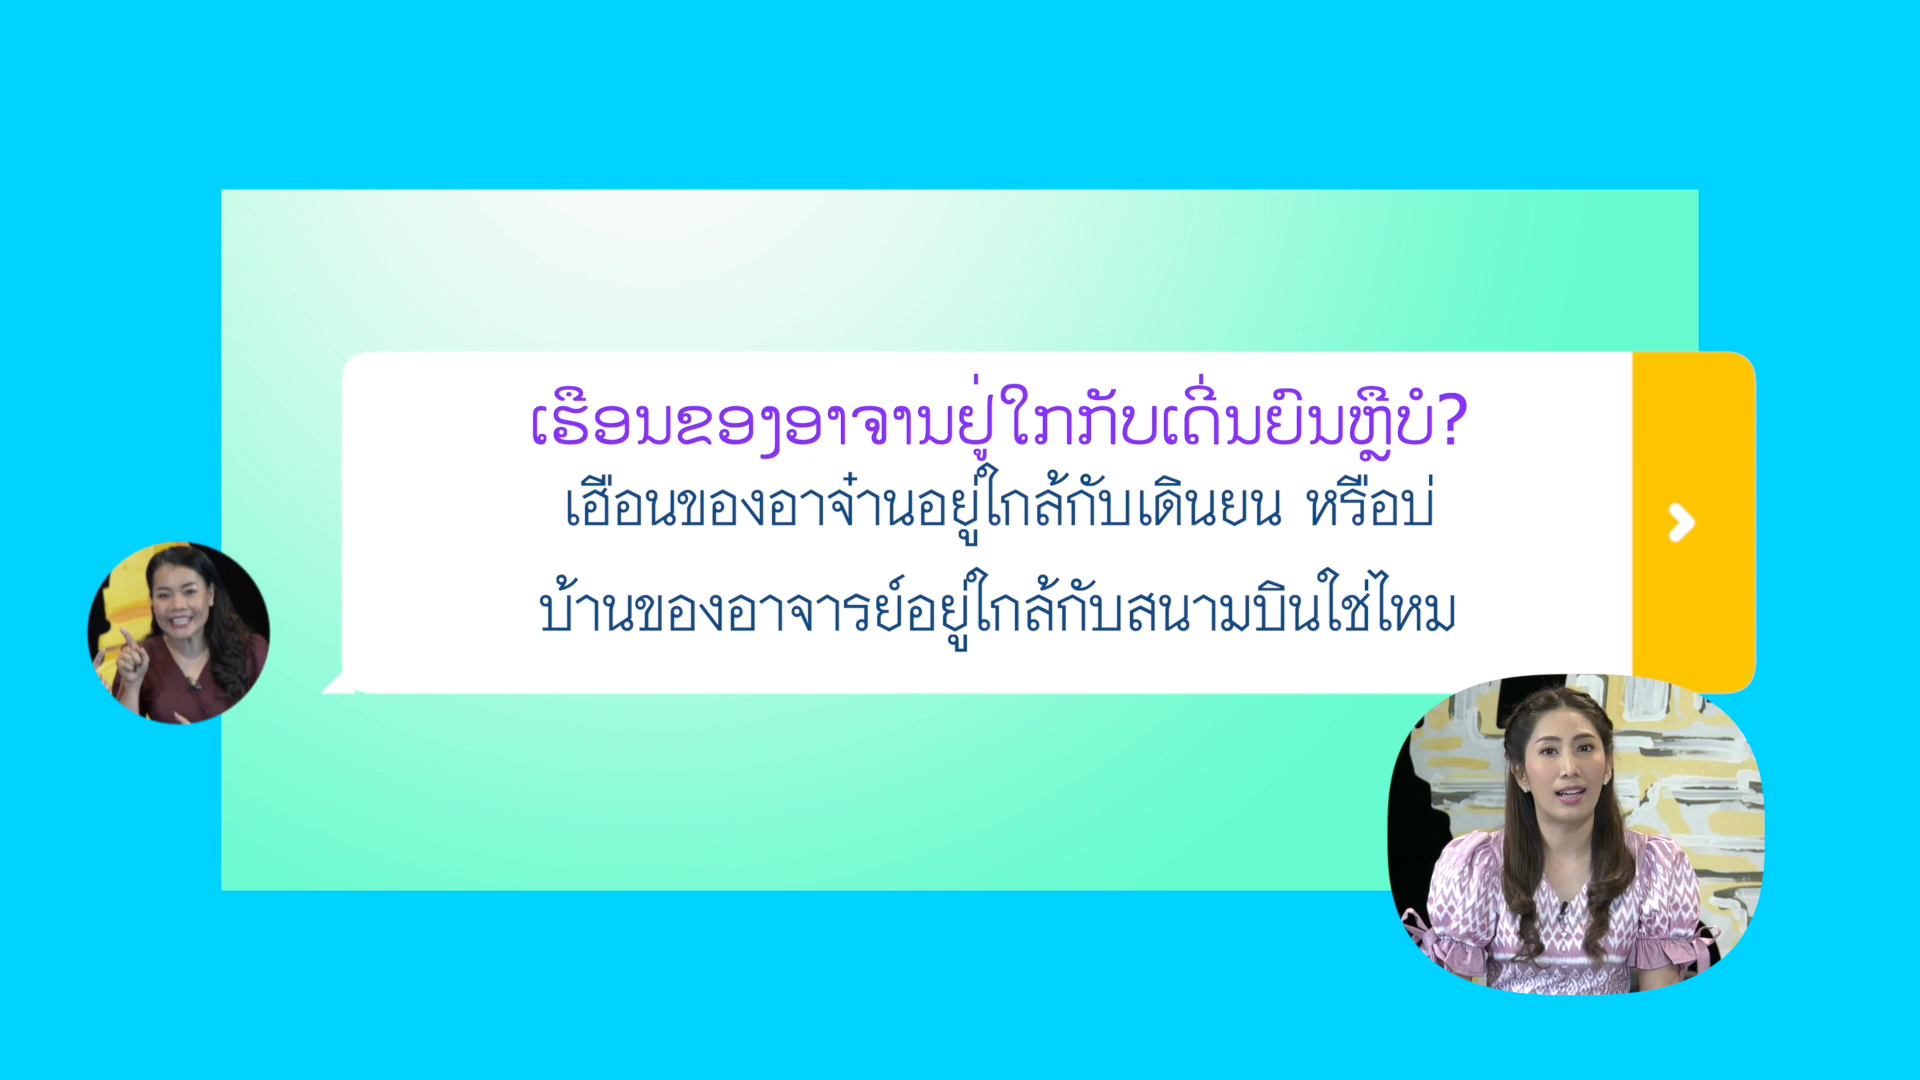 ເຮືອນຂອງອາຈານຢູ່ໃກກັບເດີ່ນຍົນຫຼືບໍ?
เฮือนของอาจ๋านอยู่ใกล้กับเดินยน หรือบ่
บ้านของอาจารย์อยู่ใกล้กับสนามบินใช่ไหม